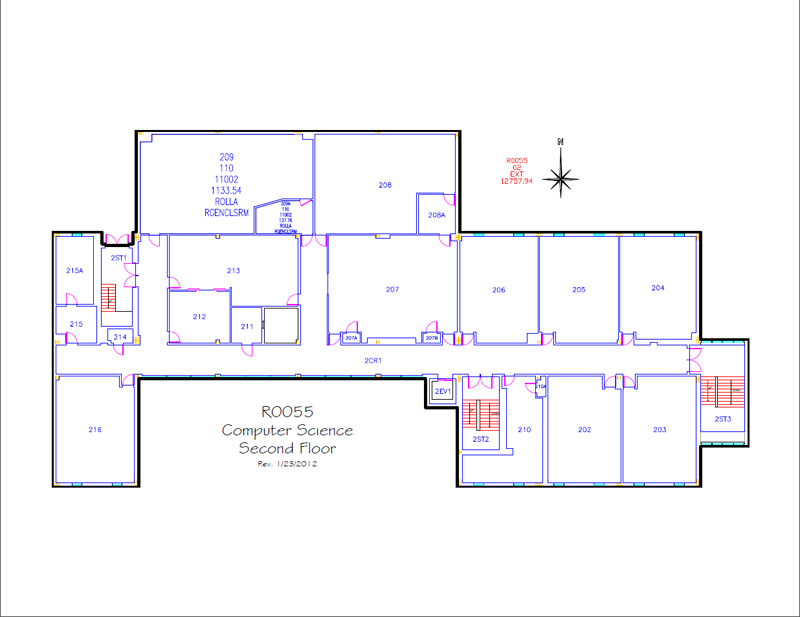 N
R0055
02
EXT
12757.94
209
110
11002
1133.54
ROLLA
RGENCLSRM
208
209A
110
11002
137.76
ROLLA
RGENCLSRM
208A
2ST1
215A
213
207
206
205
204
212
215
211
214
207A
207B
2CR1
2EV1
R0055
Computer Science
Second Floor
Rev. 1/23/2012
216
2ST2
210
202
203
2ST3